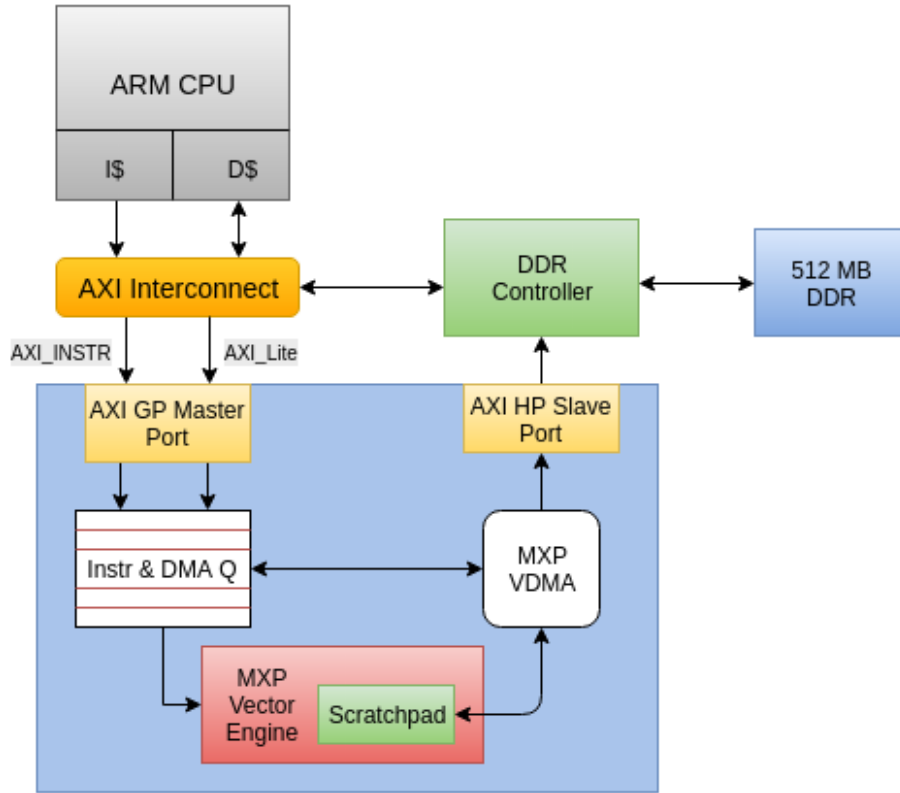 ARM CPU
I$
D$
AXI Interconnect
DDR
Controller
512 MB
DDR
AXI_INSTR
AXI_Lite
AXI GP Master
Port
AXI HP Slave
Port
Instr & DMA Q
MXP
VDMA
MXP
Vector
Engine
Scratchpad